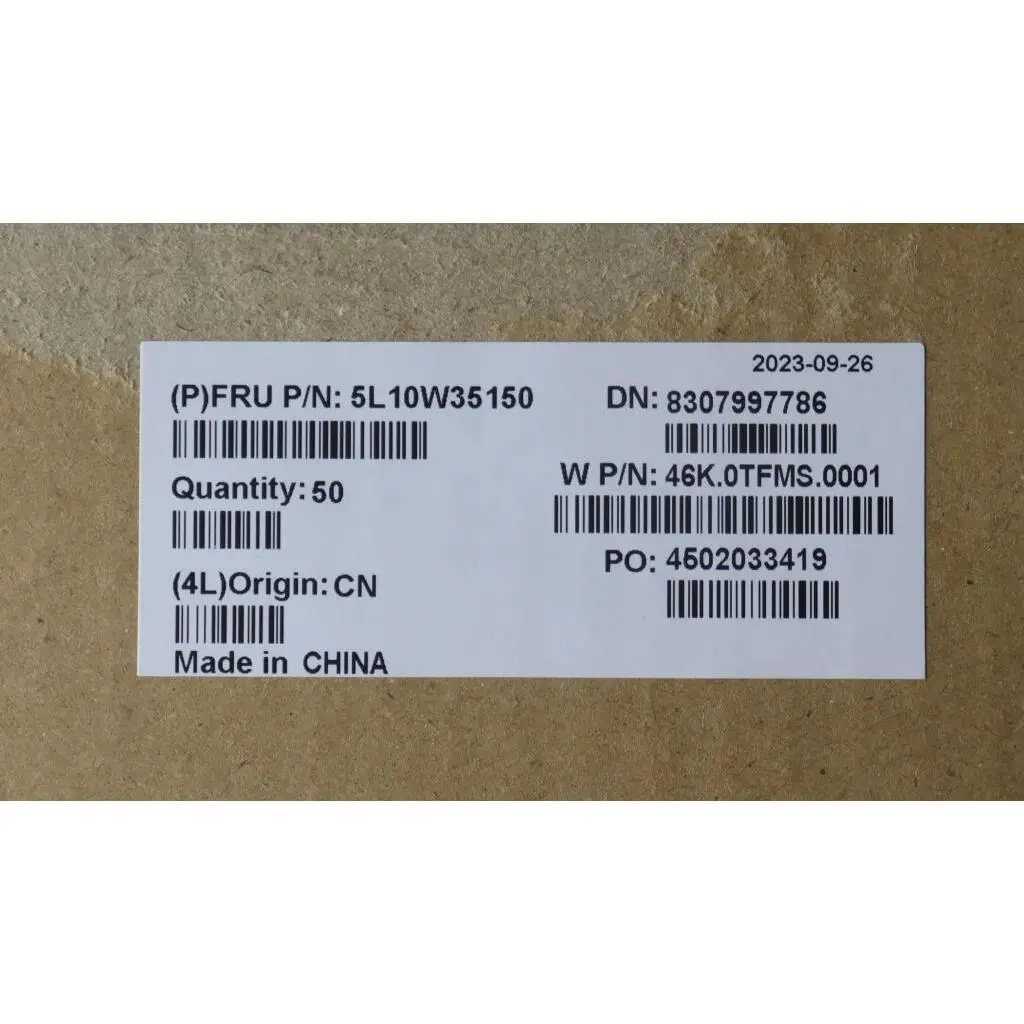 2023-09-26
(P)FRU P/N: 5L10W35150
DN: 8307997786
W P/N: 46K.0TFMS.0001
Quantity: 50
PO: 4502033419
(4L)Origin: CN
Made in CHINA